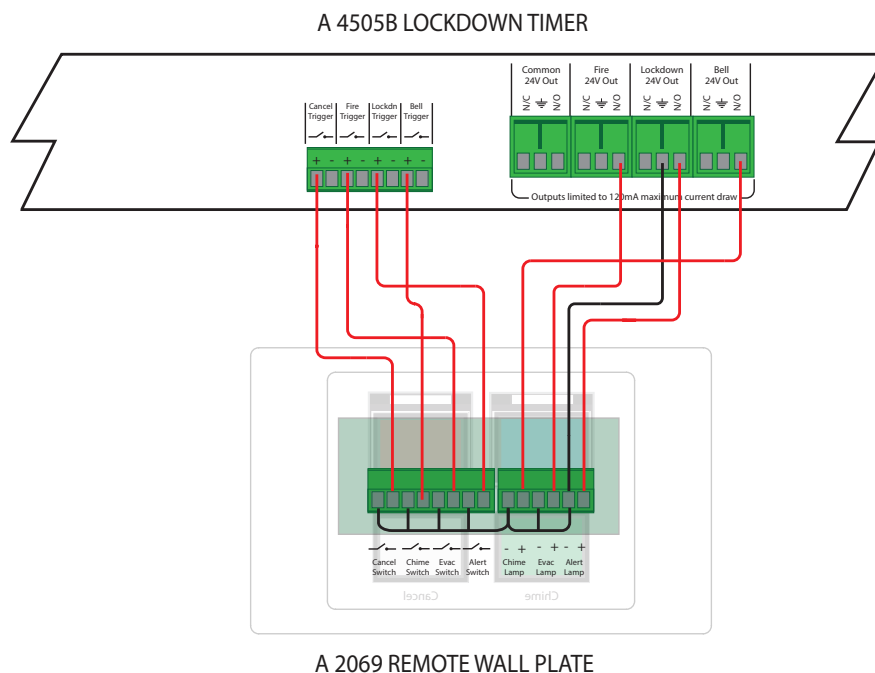 A 4505B LOCKDOWN TIMER
Common Fire Lockdown Bell
24V Out 24V Out 24V Out 24V Out
N/C N/O N/C N/O N/C N/O N/C N/O
Cancel Fire Lockdn Bell
Trigger Trigger Trigger Trigger
+ - + - + - + -
Outputs limited to 120mA maximum current draw
- + - + - +
Cancel Chime Evac Alert Chime Evac Alert
Switch Switch Switch Switch Lamp Lamp Lamp
Cancel Chime
A 2069 REMOTE WALL PLATE